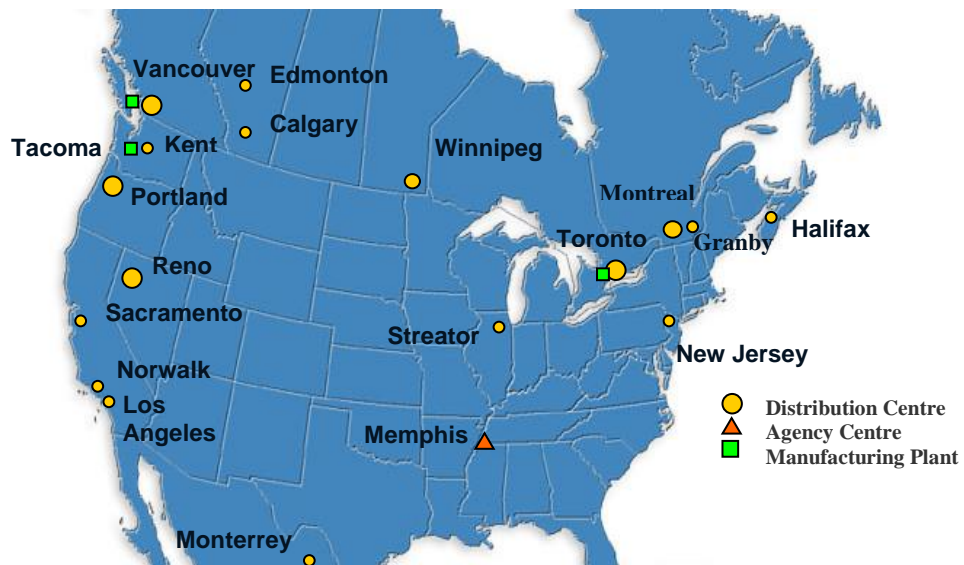 Vancouver
Edmonton
Calgary
Tacoma
Kent
Winnipeg
Portland
Montreal
Toronto
Granby
Halifax
Reno
Sacramento
Streator
New Jersey
Norwalk
Los
Angeles
Memphis
Distribution Centre
Agency Centre
Manufacturing Plant
Monterrey